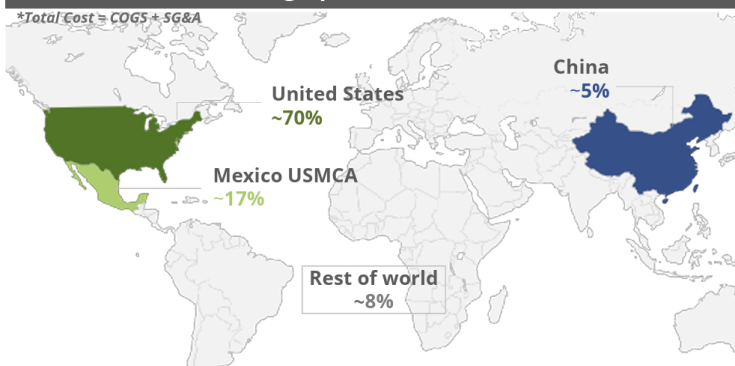 *Total Cost = COGS + SG&A
United States
~70%
China
~5%
Mexico USMCA
~17%
Rest of world
~8%